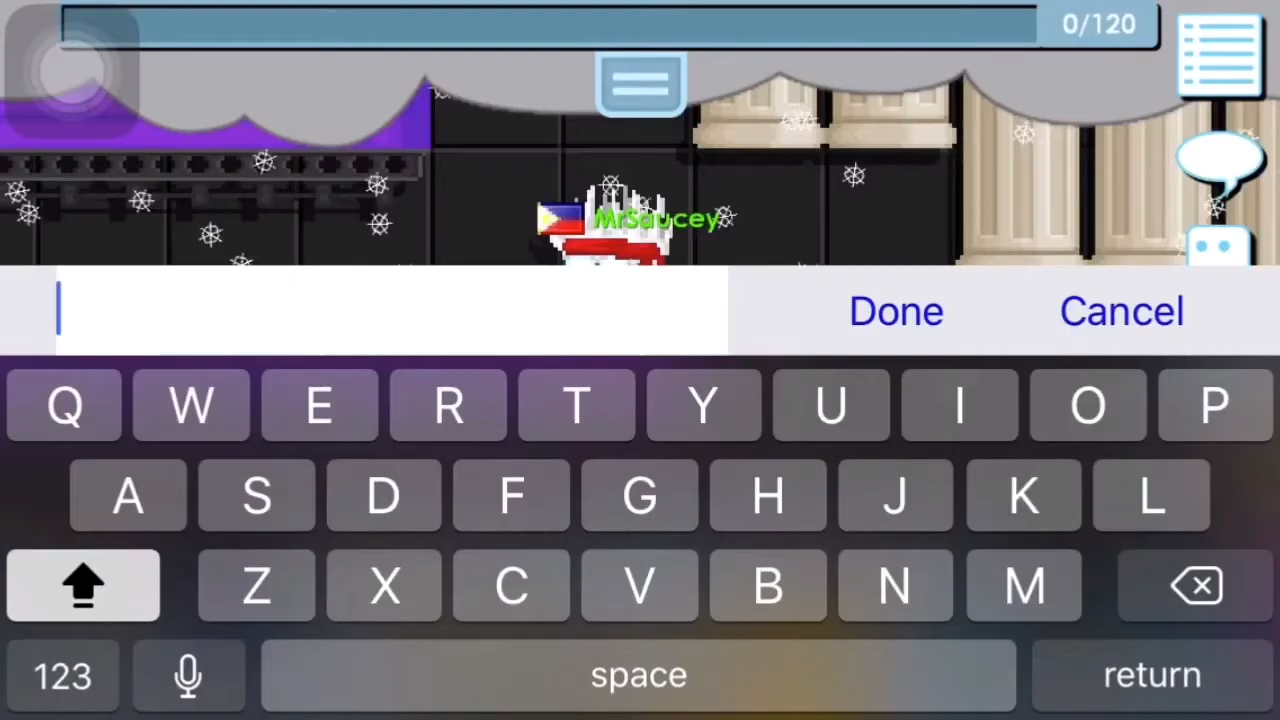 0/120
MrSaucey
Done Cancel
Q W E R T Y U I O P
A S D F G H J K L
Z X C V B N M
123 space return